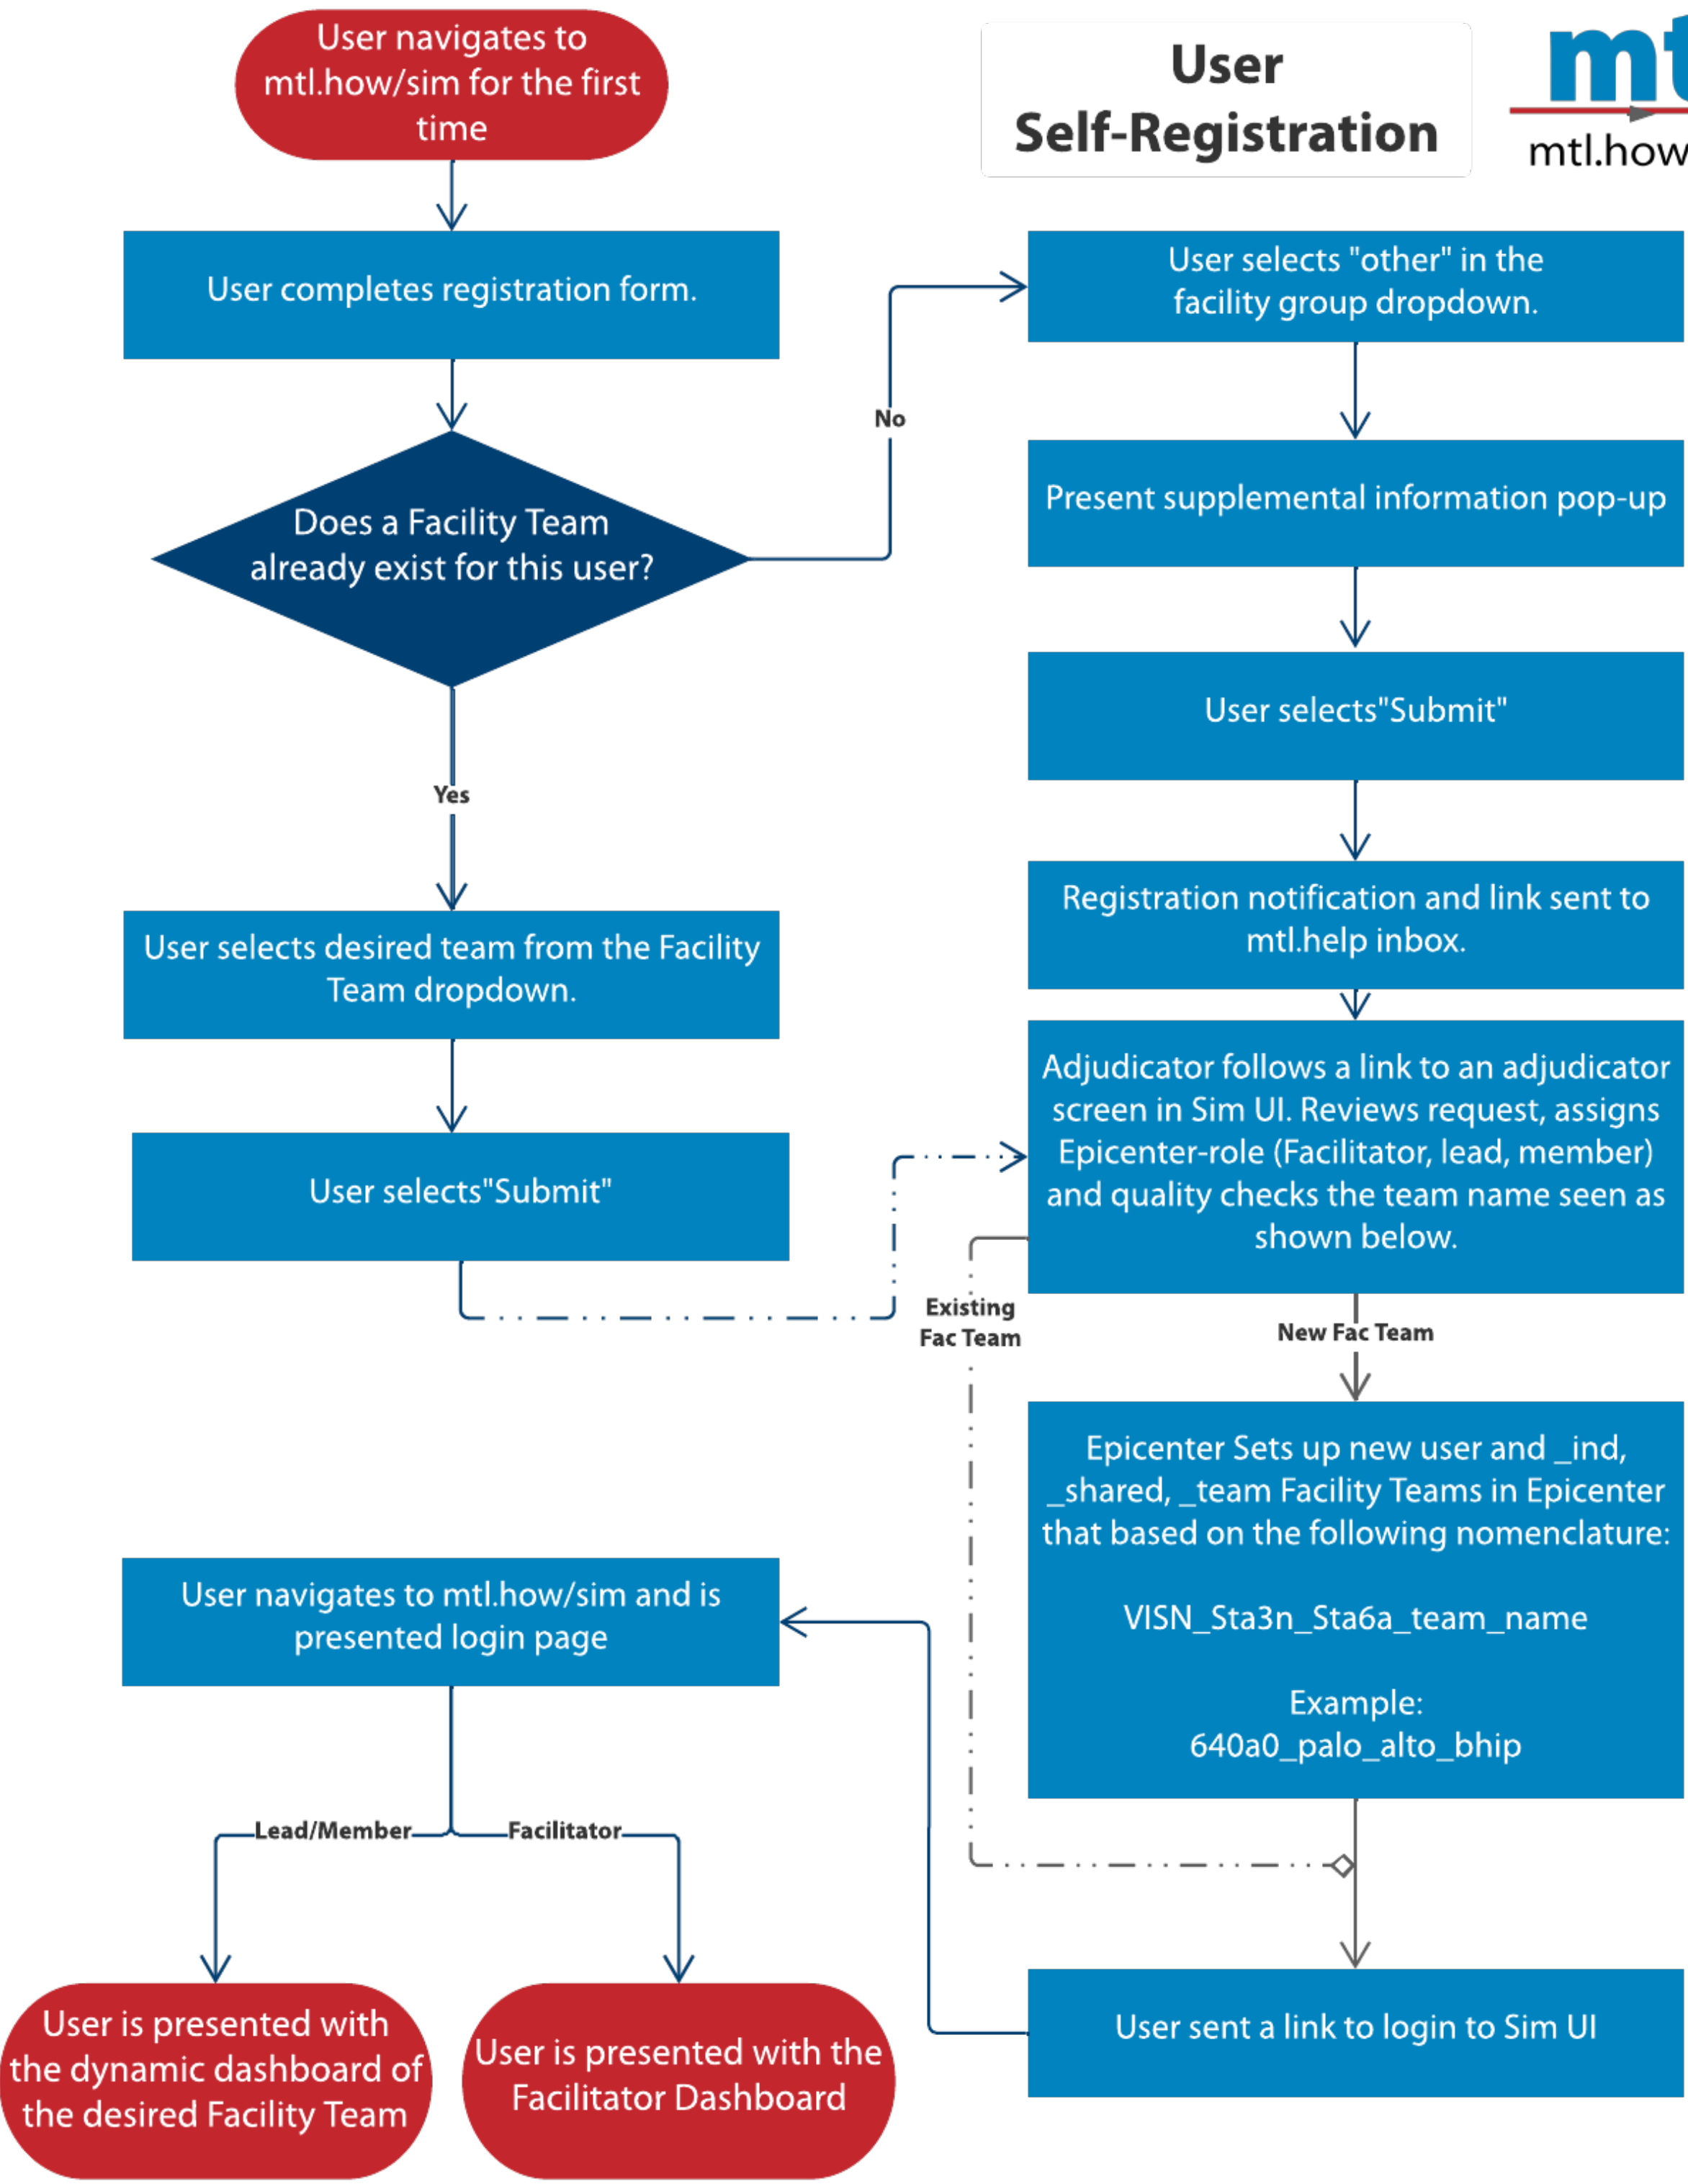 User navigates to
mtl.how/sim for the first
time
User
Self-Registration
mtl.how
User completes registration form.
User selects "other" in the
facility group dropdown.
No
Present supplemental information pop-up
Does a Facility Team
already exist for this user?
User selects"Submit"
Yes
Registration notification and link sent to
mtl.help inbox.
User selects desired team from the Facility
Team dropdown.
Adjudicator follows a link to an adjudicator
screen in Sim UI. Reviews request, assigns
Epicenter-role (Facilitator, lead, member)
and quality checks the team name seen as
shown below.
User selects"Submit"
Existing
Fac Team
New Fac Team
Epicenter Sets up new user and _ind,
_shared, _team Facility Teams in Epicenter
that based on the following nomenclature:
VISN_Sta3n_Sta6a_team_name
Example:
640a0_palo_alto_bhip
User navigates to mtl.how/sim and is
presented login page
Lead/Member
Facilitator
User sent a link to login to Sim UI
User is presented with
the dynamic dashboard of
the desired Facility Team
User is presented with the
Facilitator Dashboard